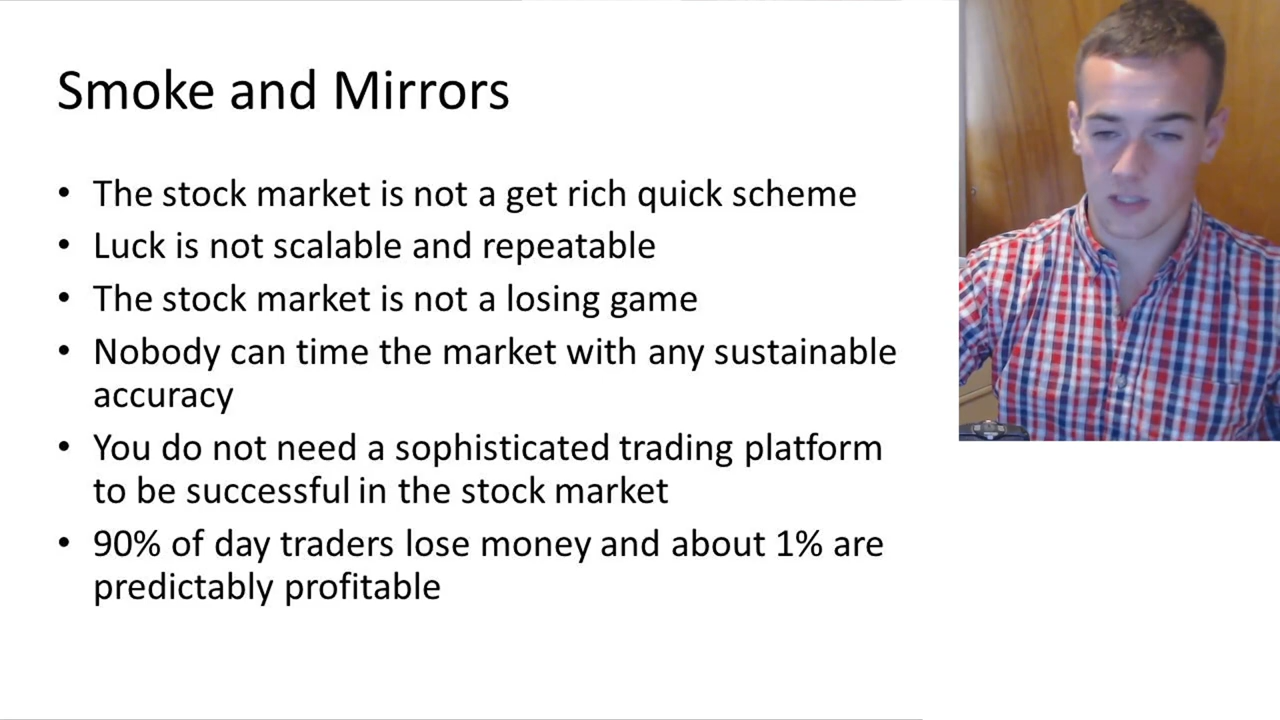 Smoke and Mirrors
• The stock market is not a get rich quick scheme
• Luck is not scalable and repeatable
• The stock market is not a losing game
• Nobody can time the market with any sustainable
accuracy
• You do not need a sophisticated trading platform
to be successful in the stock market
• 90% of day traders lose money and about 1% are
predictably profitable